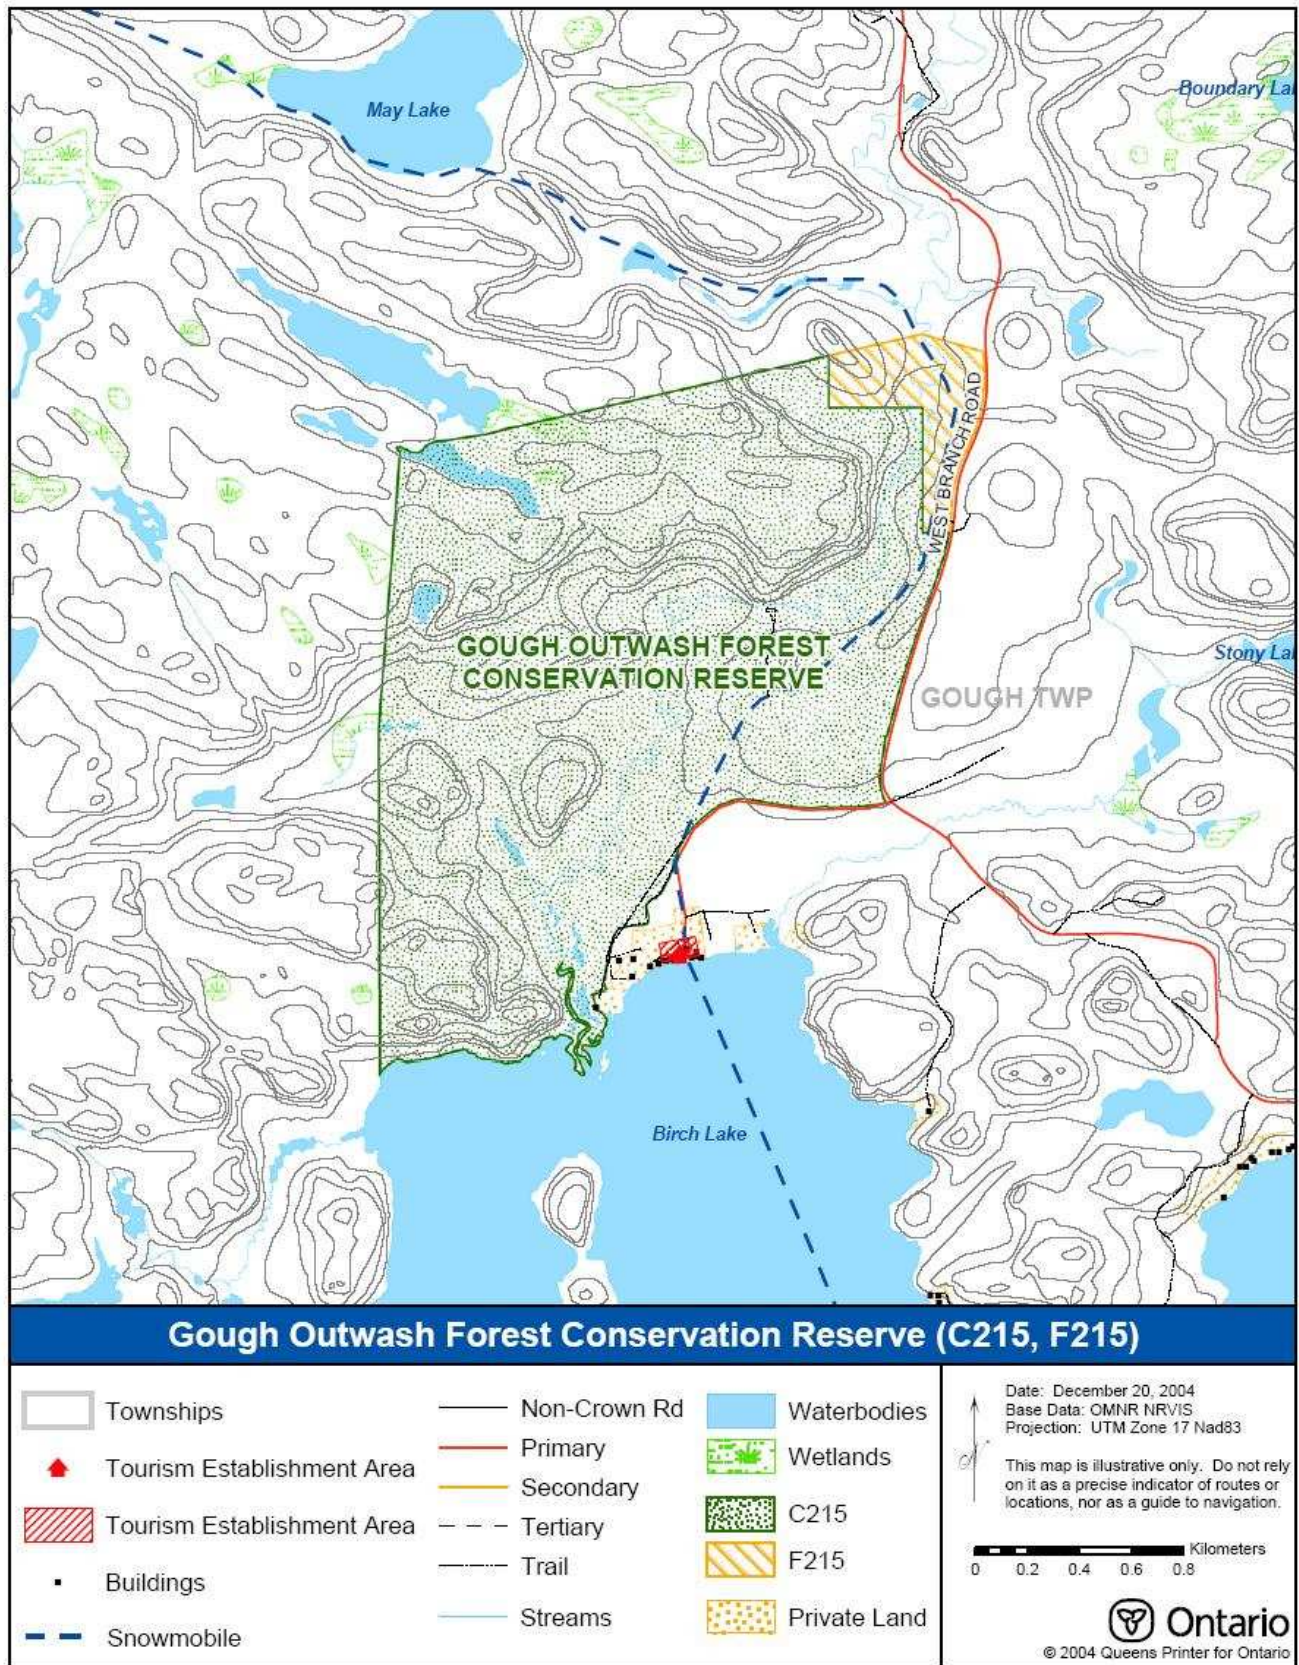 May Lake
Boundary La
WEST BRANCH ROAD
GOUGH OUTWASH FOREST
CONSERVATION RESERVE
Stony La
GOUGH TWP
Birch Lake
Gough Outwash Forest Conservation Reserve (C215, F215)
Townships
Tourism Establishment Area
Tourism Establishment Area
Buildings
Snowmobile
Non-Crown Rd
Primary
Secondary
Tertiary
Trail
Streams
Waterbodies
Wetlands
C215
F215
Private Land
Date: December 20, 2004
Base Data: OMNR NRVIS
Projection: UTM Zone 17 Nad83
N
This map is illustrative only. Do not rely
on it as a precise indicator of routes or
locations, nor as a guide to navigation.
Kilometers
0 0.2 0.4 0.6 0.8
Ontario
© 2004 Queens Printer for Ontario